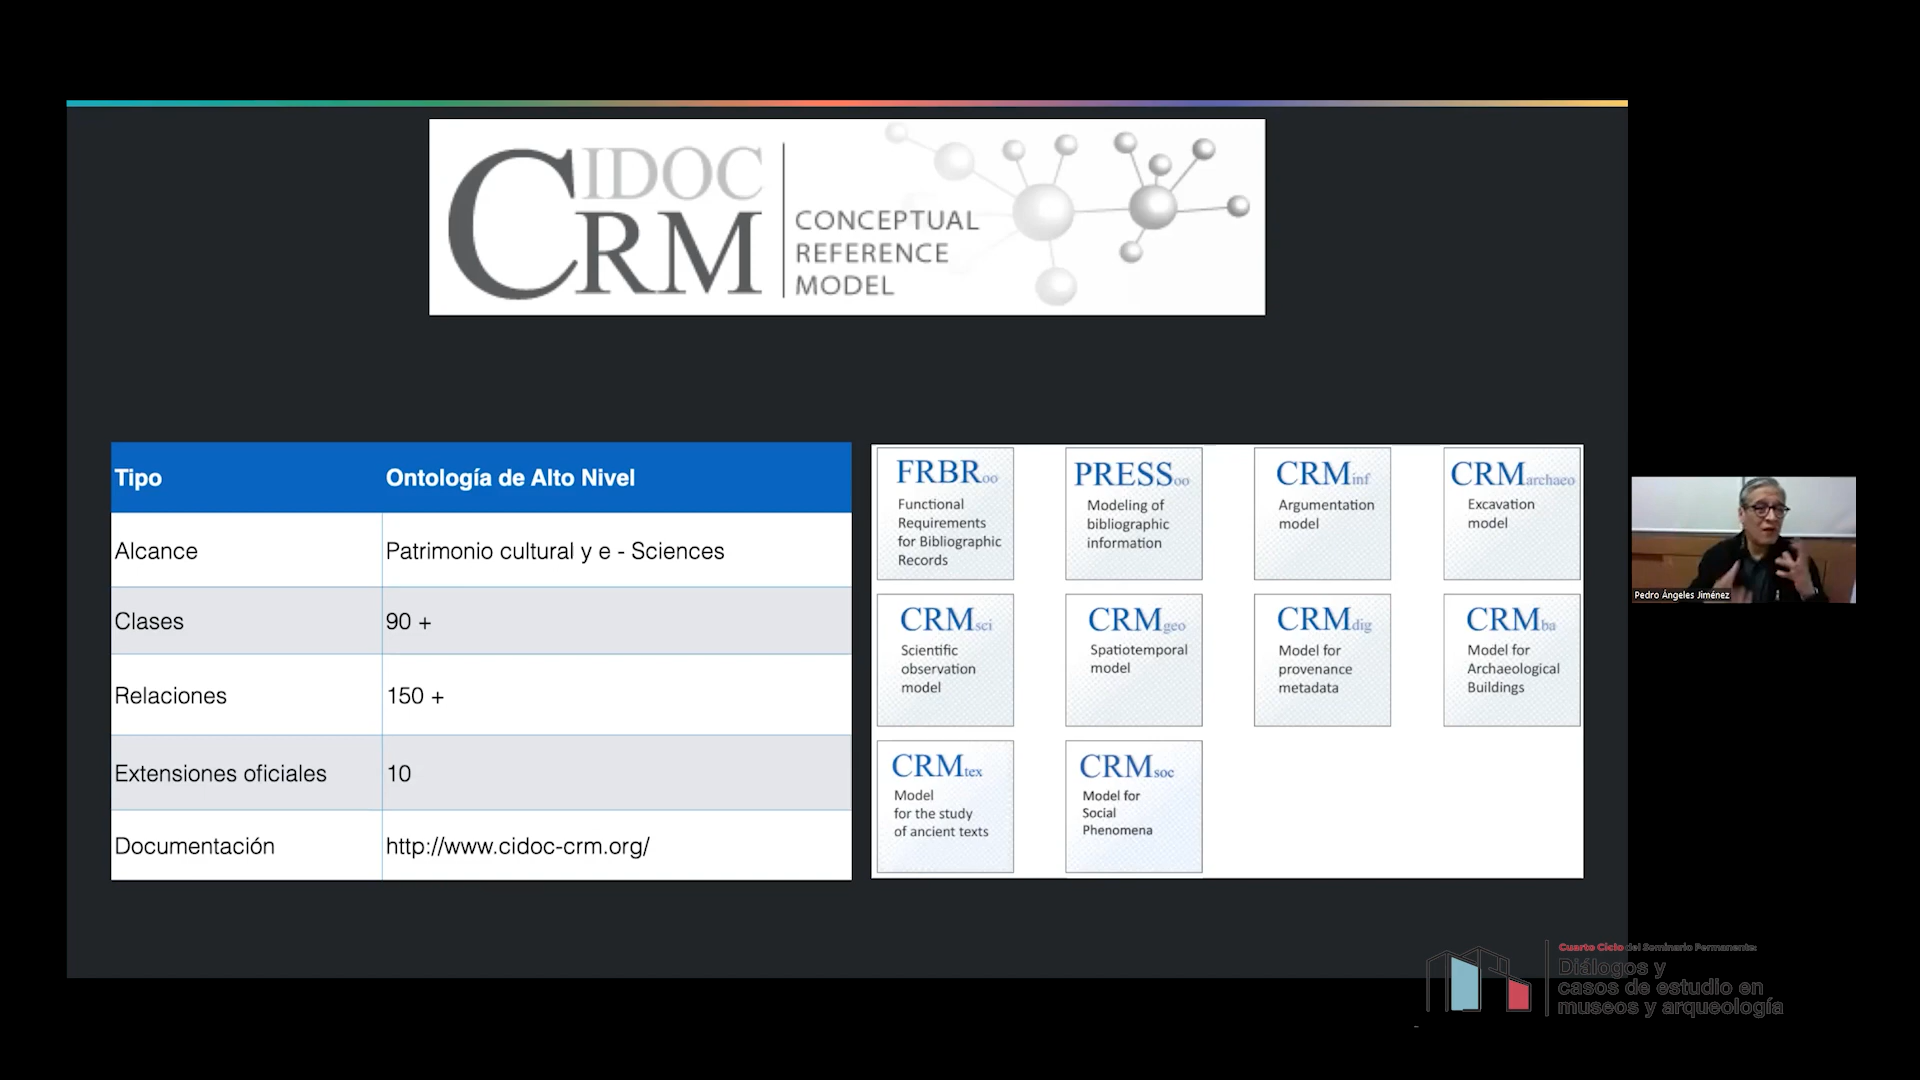 CIDOC
CRM
CONCEPTUAL
REFERENCE
MODEL
Tipo Ontología de Alto Nivel
Alcance Patrimonio cultural y e - Sciences
Clases 90 +
Relaciones 150 +
Extensiones oficiales 10
Documentación http://www.cidoc-crm.org/
FRBRoo
Functional
Requirements
for Bibliographic
Records
PRESSoo
Modeling of
bibliographic
information
CRMinf
Argumentation
model
CRMarchaeo
Excavation
model
CRMsci
Scientific
observation
model
CRMgeo
Spatiotemporal
model
CRMdig
Model for
provenance
metadata
CRMba
Model for
Archaeological
Buildings
CRMtex
Model
for the study
of ancient texts
CRMsoc
Model for
Social
Phenomena
Pedro Ángeles Jiménez
Cuarto Ciclo del Seminario Permanente:
Diálogos y
casos de estudio en
museos y arqueología